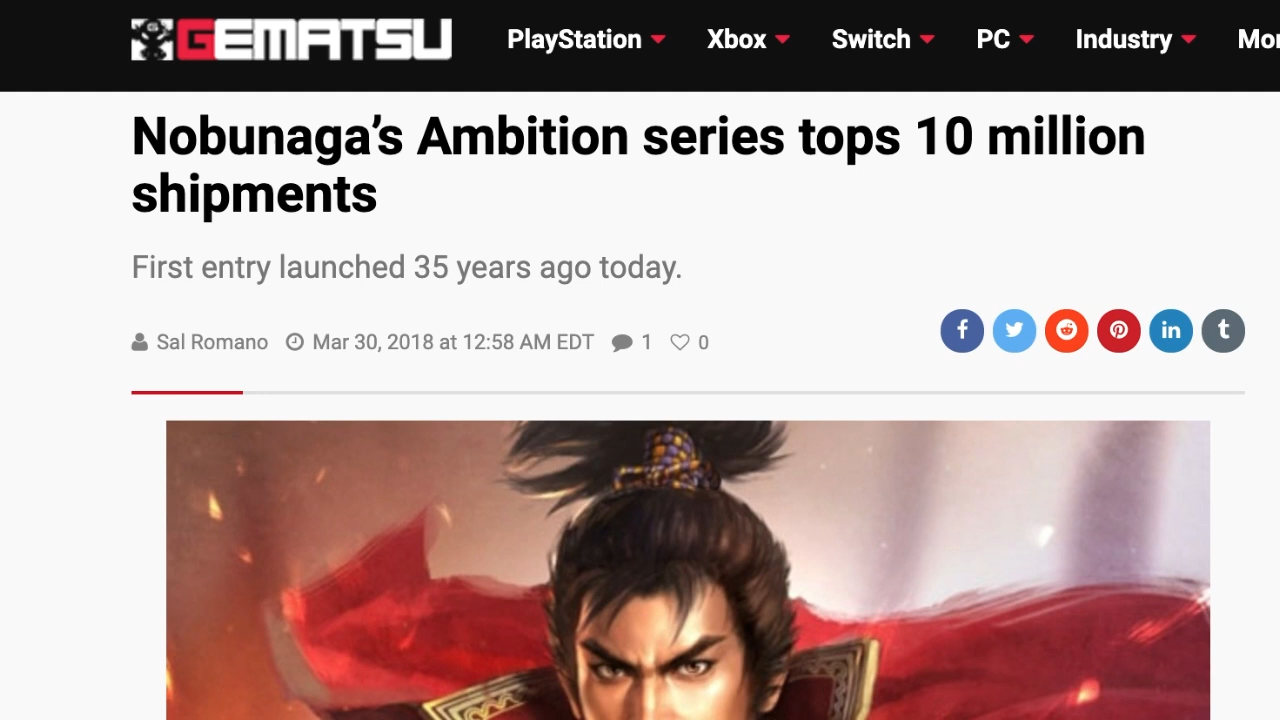 GEMATSU PlayStation Xbox Switch PC Industry Mor
Nobunaga’s Ambition series tops 10 million
shipments
First entry launched 35 years ago today.
Sal Romano Mar 30, 2018 at 12:58 AM EDT 1 0